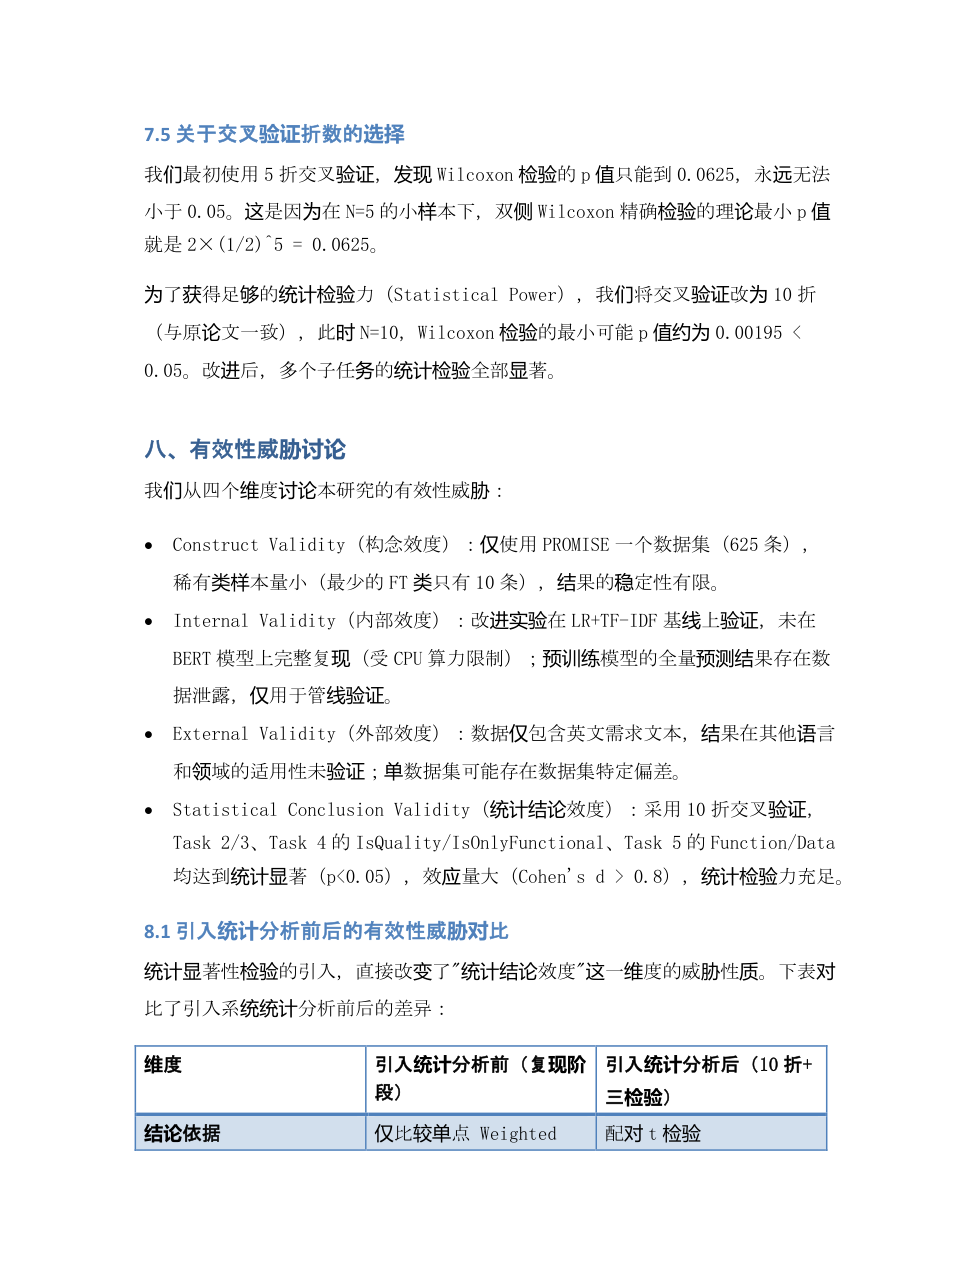 7.5 关于交叉验证折数的选择
我们最初使用 5 折交叉验证，发现 Wilcoxon 检验的 p 值只能到 0.0625，永远无法
小于 0.05。这是因为在 N=5 的小样本下，双侧 Wilcoxon 精确检验的理论最小 p 值
就是 2×(1/2)^5 = 0.0625。
为了获得足够的统计检验力（Statistical Power），我们将交叉验证改为 10 折
（与原论文一致），此时 N=10，Wilcoxon 检验的最小可能 p 值约为 0.00195 <
0.05。改进后，多个子任务的统计检验全部显著。
八、有效性威胁讨论
我们从四个维度讨论本研究的有效性威胁：
• Construct Validity（构念效度）：仅使用 PROMISE 一个数据集（625 条），
稀有类样本量小（最少的 FT 类只有 10 条），结果的稳定性有限。
• Internal Validity（内部效度）：改进实验在 LR+TF-IDF 基线上验证，未在
BERT 模型上完整复现（受 CPU 算力限制）；预训练模型的全量预测结果存在数
据泄露，仅用于管线验证。
• External Validity（外部效度）：数据仅包含英文需求文本，结果在其他语言
和领域的适用性未验证；单数据集可能存在数据集特定偏差。
• Statistical Conclusion Validity（统计结论效度）：采用 10 折交叉验证，
Task 2/3、Task 4 的 IsQuality/IsOnlyFunctional、Task 5 的 Function/Data
均达到统计显著（p<0.05），效应量大（Cohen's d > 0.8），统计检验力充足。
8.1 引入统计分析前后的有效性威胁对比
统计显著性检验的引入，直接改变了"统计结论效度"这一维度的威胁性质。下表对
比了引入系统统计分析前后的差异：
维度
引入统计分析前（复现阶
段）
引入统计分析后（10 折+
三检验）
结论依据
仅比较单点 Weighted
配对 t 检验